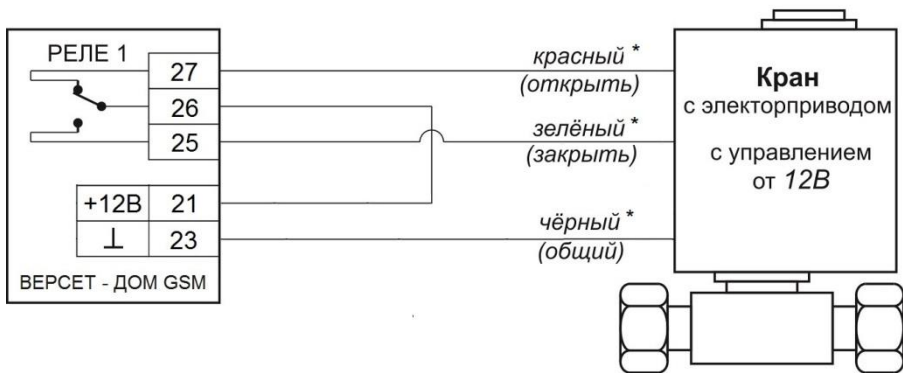 РЕЛЕ 1
27
26
25
+12В 21
⊥ 23
ВЕРСЕТ - ДОМ GSM
красный *
(открыть)
зелёный *
(закрыть)
чёрный *
(общий)
Кран
с электорприводом
с управлением
от 12В